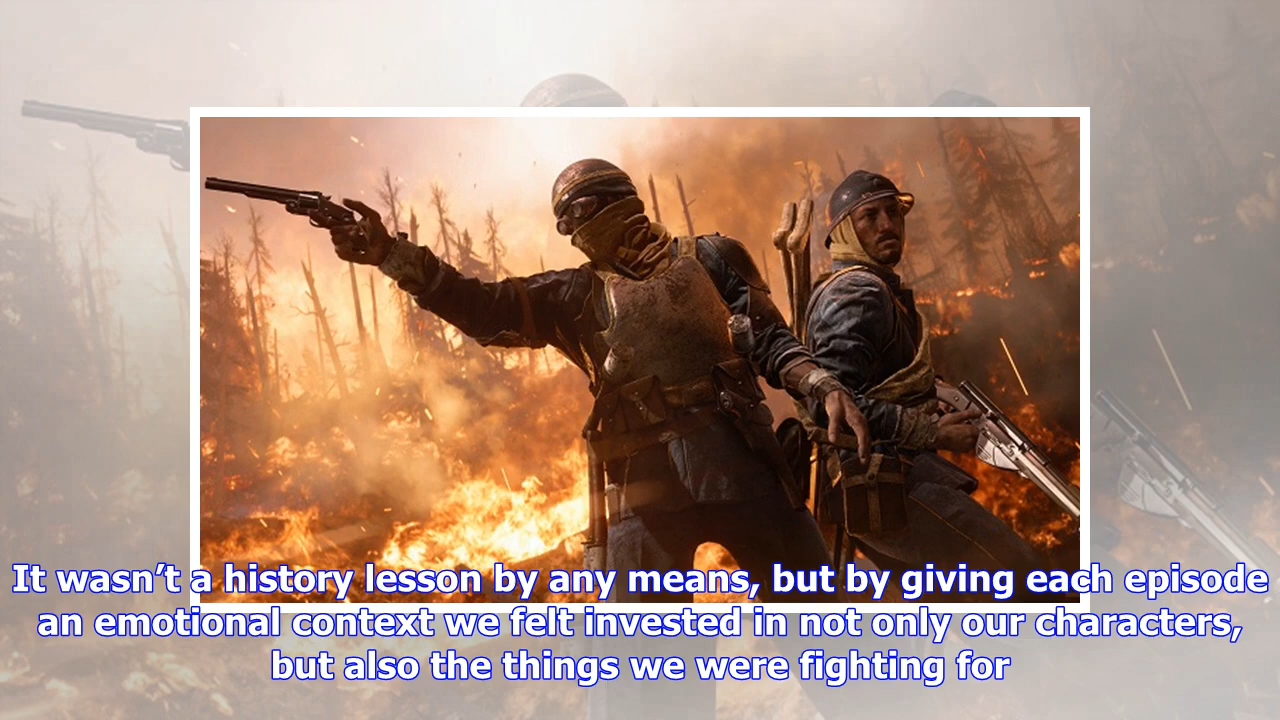 It wasn’t a history lesson by any means, but by giving each episode
an emotional context we felt invested in not only our characters,
but also the things we were fighting for